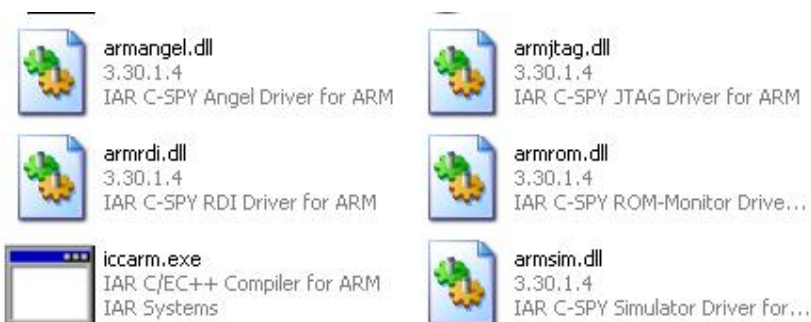 armangel.dll
3.30.1.4
IAR C-SPY Angel Driver for ARM
armjtag.dll
3.30.1.4
IAR C-SPY JTAG Driver for ARM
armrdi.dll
3.30.1.4
IAR C-SPY RDI Driver for ARM
armrom.dll
3.30.1.4
IAR C-SPY ROM-Monitor Drive...
iccarm.exe
IAR C/EC++ Compiler for ARM
IAR Systems
armsim.dll
3.30.1.4
IAR C-SPY Simulator Driver for...